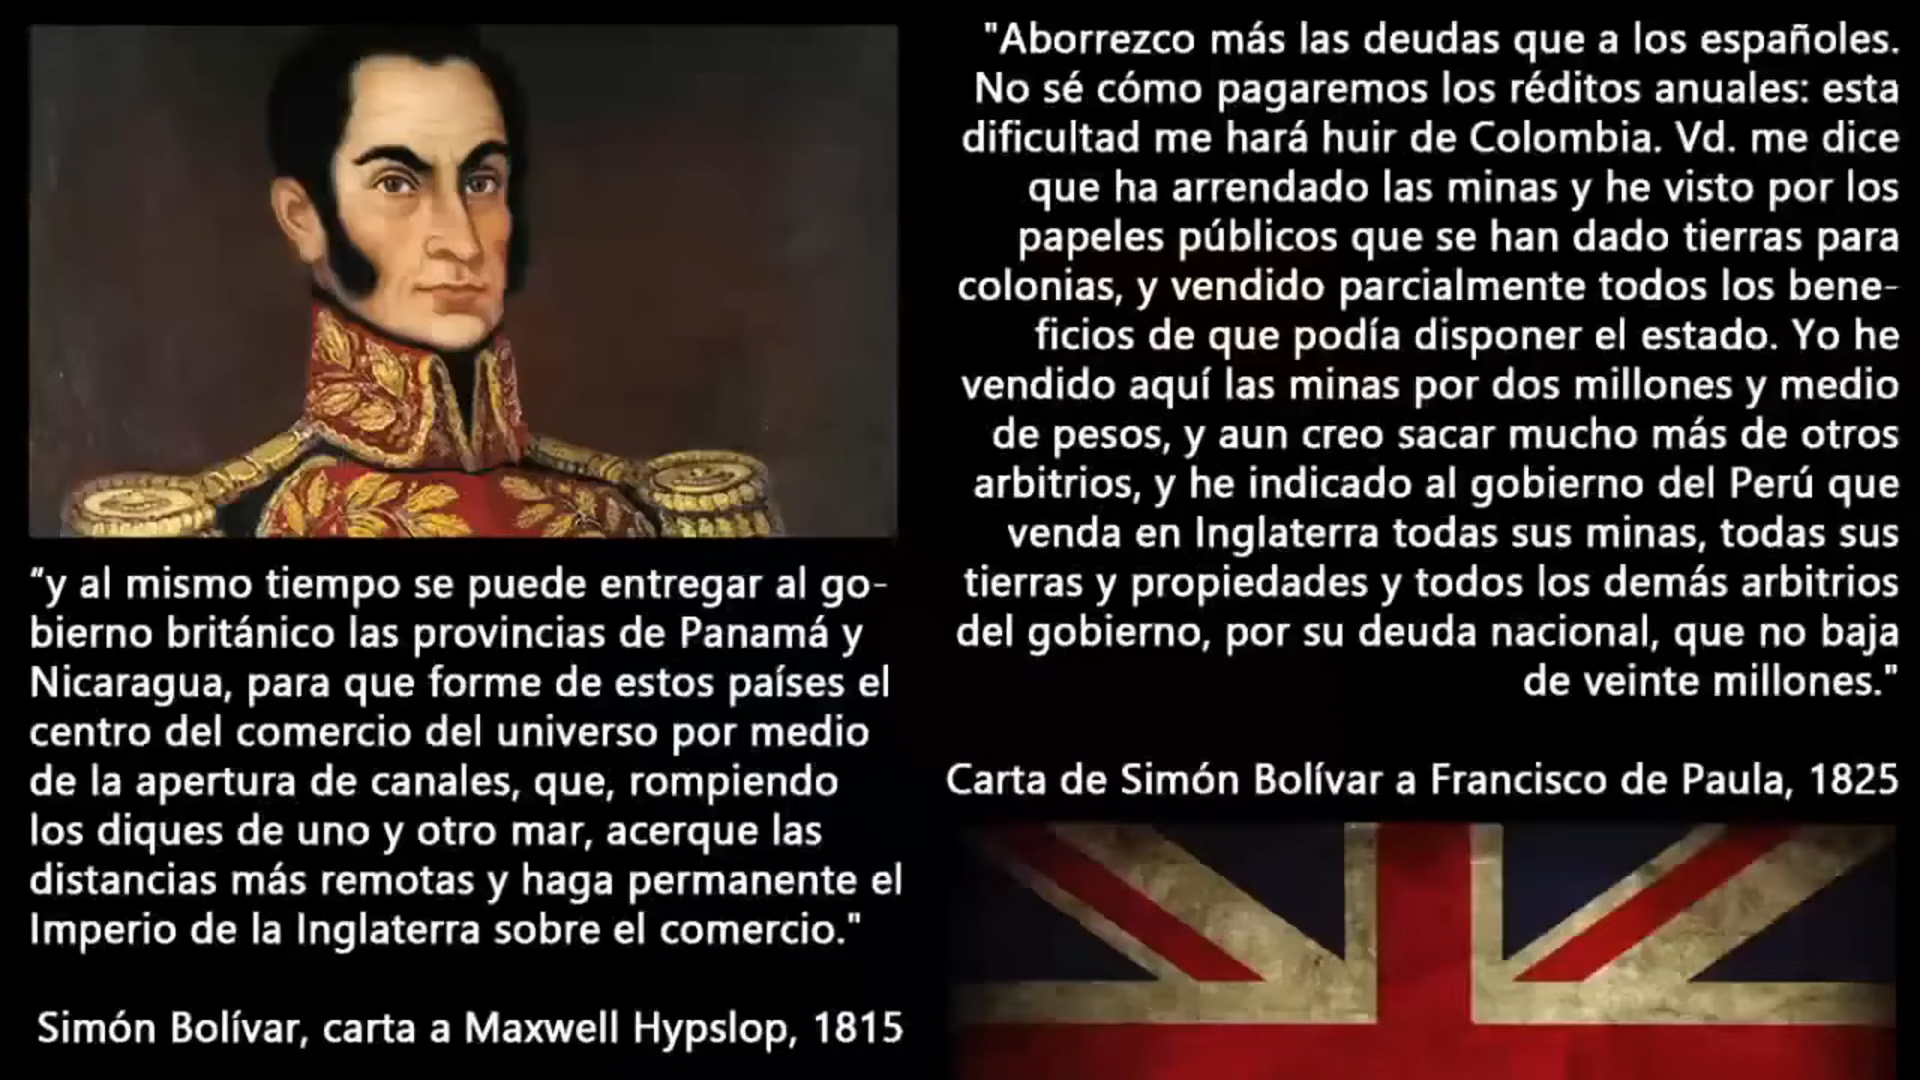 “y al mismo tiempo se puede entregar al go-
bierno británico las provincias de Panamá y
Nicaragua, para que forme de estos países el
centro del comercio del universo por medio
de la apertura de canales, que, rompiendo
los diques de uno y otro mar, acerque las
distancias más remotas y haga permanente el
Imperio de la Inglaterra sobre el comercio."
Simón Bolívar, carta a Maxwell Hypslop, 1815
"Aborrezco más las deudas que a los españoles.
No sé cómo pagaremos los réditos anuales: esta
dificultad me hará huir de Colombia. Vd. me dice
que ha arrendado las minas y he visto por los
papeles públicos que se han dado tierras para
colonias, y vendido parcialmente todos los bene-
ficios de que podía disponer el estado. Yo he
vendido aquí las minas por dos millones y medio
de pesos, y aun creo sacar mucho más de otros
arbitrios, y he indicado al gobierno del Perú que
venda en Inglaterra todas sus minas, todas sus
tierras y propiedades y todos los demás arbitrios
del gobierno, por su deuda nacional, que no baja
de veinte millones."
Carta de Simón Bolívar a Francisco de Paula, 1825